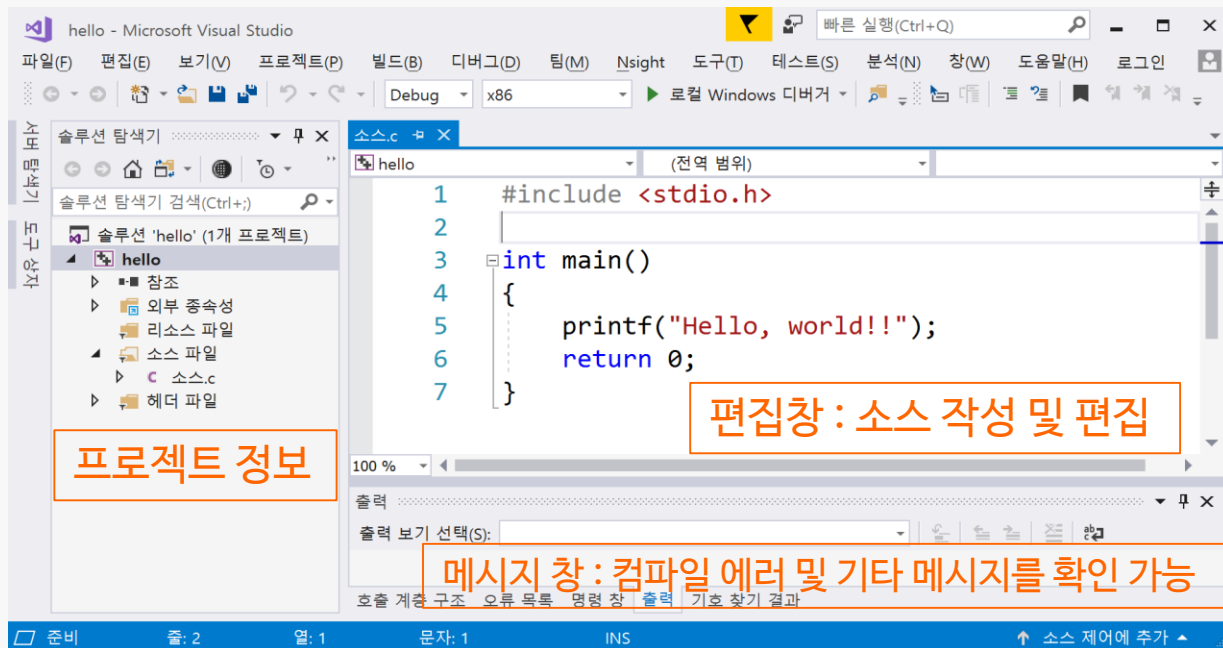 hello - Microsoft Visual Studio
빠른 실행(Ctrl+Q)
파일(F) 편집(E) 보기(V) 프로젝트(P) 빌드(B) 디버그(D) 팀(M) Nsight 도구(T) 테스트(S) 분석(N) 창(W) 도움말(H) 로그인
Debug x86 로컬 Windows 디버거
서버 탐색기
도구 상자
솔루션 탐색기
솔루션 탐색기 검색(Ctrl+;)
솔루션 'hello' (1개 프로젝트)
hello
참조
외부 종속성
리소스 파일
소스 파일
C 소스.c
헤더 파일
프로젝트 정보
소스.c
hello (전역 범위)
1 #include <stdio.h>
2
3 int main()
4 {
5 printf("Hello, world!!");
6 return 0;
7 }
편집창 : 소스 작성 및 편집
100 %
출력
출력 보기 선택(S):
메시지 창 : 컴파일 에러 및 기타 메시지를 확인 가능
호출 계층 구조 오류 목록 명령 창 출력 기호 찾기 결과
준비 줄: 2 열: 1 문자: 1 INS 소스 제어에 추가